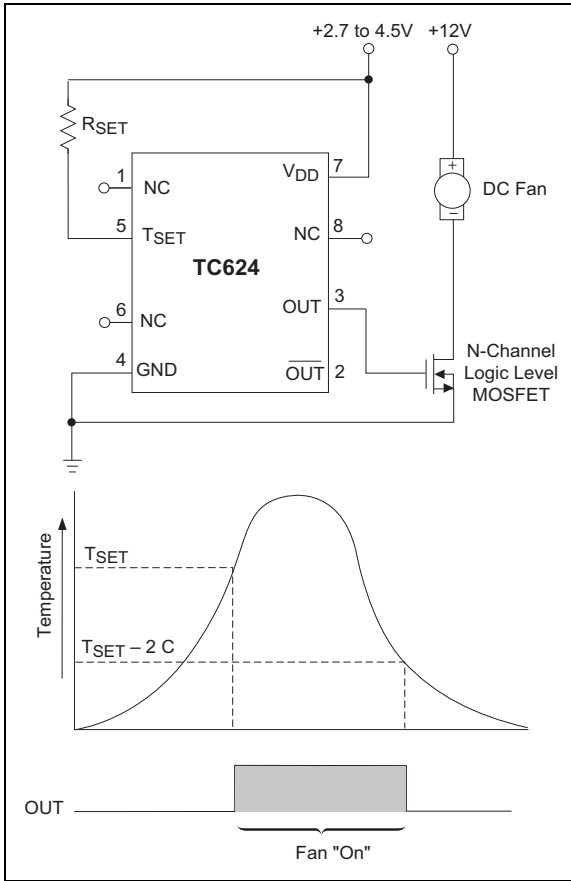 +2.7 to 4.5V +12V
RSET
1 NC
VDD 7
+
DC Fan
−
5 TSET
NC 8
TC624
6 NC
OUT 3
4 GND
OUT 2
N-Channel
Logic Level
MOSFET
Temperature
TSET
TSET – 2 C
OUT
Fan "On"